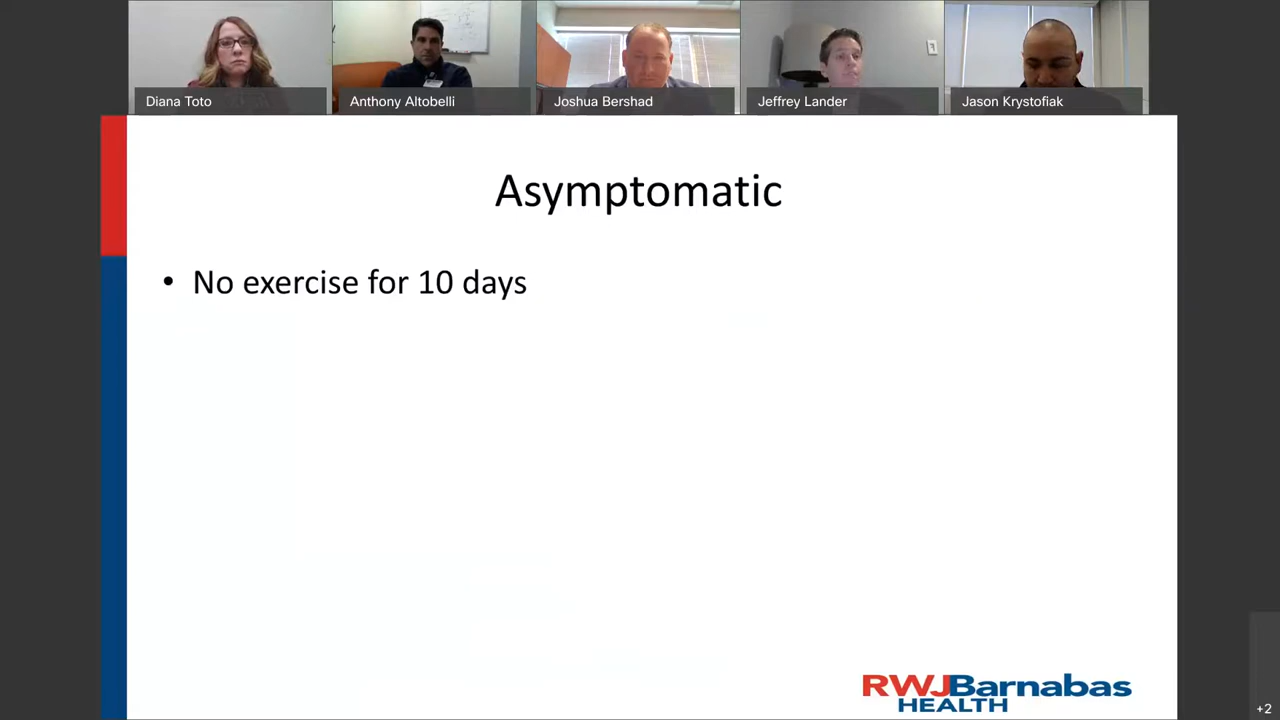 Diana Toto
Anthony Altobelli
Joshua Bershad
Jeffrey Lander
Jason Krystofiak
Asymptomatic
• No exercise for 10 days
RWJBarnabas
HEALTH
+2